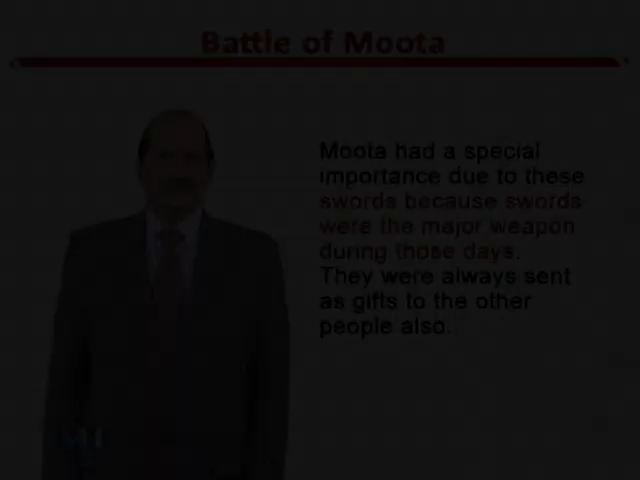 Battle of Moota
Moota had a special
importance due to these
swords because swords
were the major weapon
during those days.
They were always sent
as gifts to the other
people also.